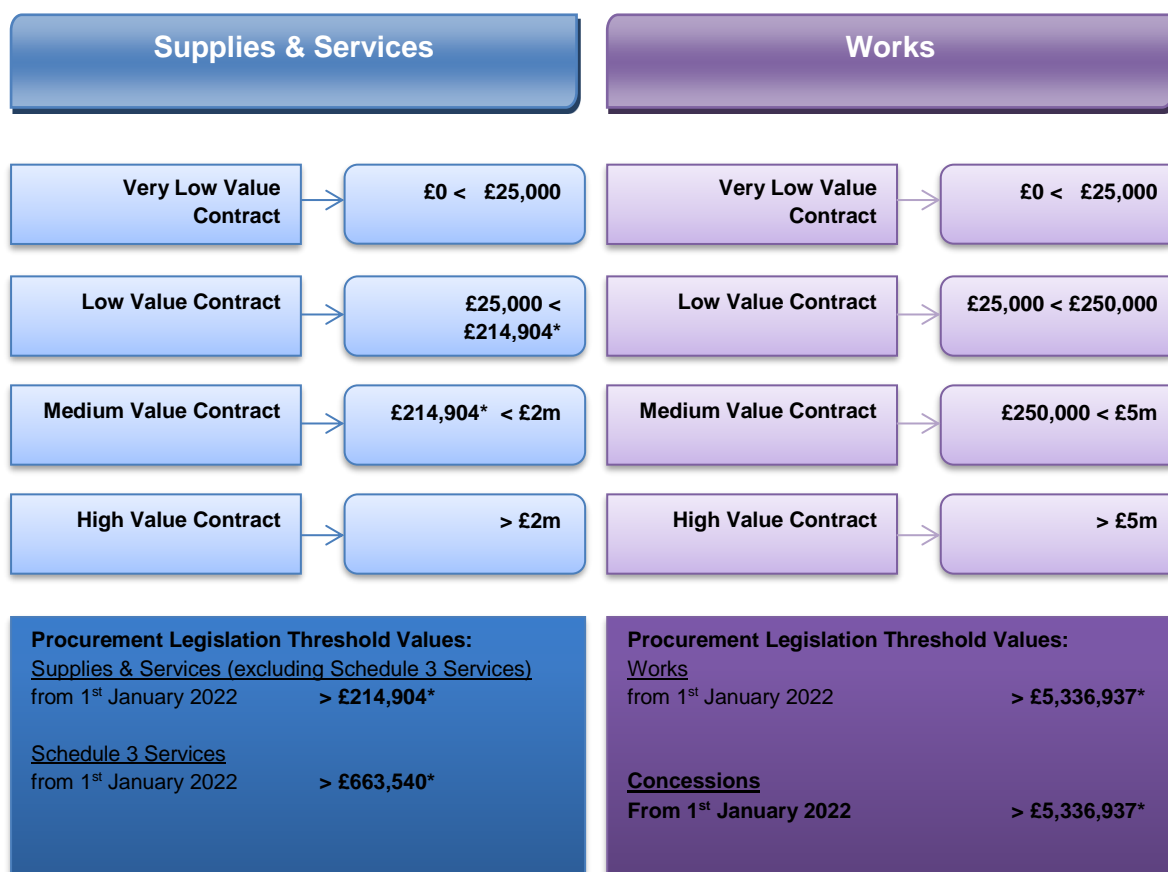 Supplies & Services
Very Low Value
Contract
£0 < £25,000
Low Value Contract
£25,000 <
£214,904*
Medium Value Contract
£214,904* < £2m
High Value Contract
> £2m
Procurement Legislation Threshold Values:
Supplies & Services (excluding Schedule 3 Services)
from 1st January 2022 > £214,904*
Schedule 3 Services
from 1st January 2022 > £663,540*
Works
Very Low Value
Contract
£0 < £25,000
Low Value Contract
£25,000 < £250,000
Medium Value Contract
£250,000 < £5m
High Value Contract
> £5m
Procurement Legislation Threshold Values:
Works
from 1st January 2022 > £5,336,937*
Concessions
From 1st January 2022 > £5,336,937*